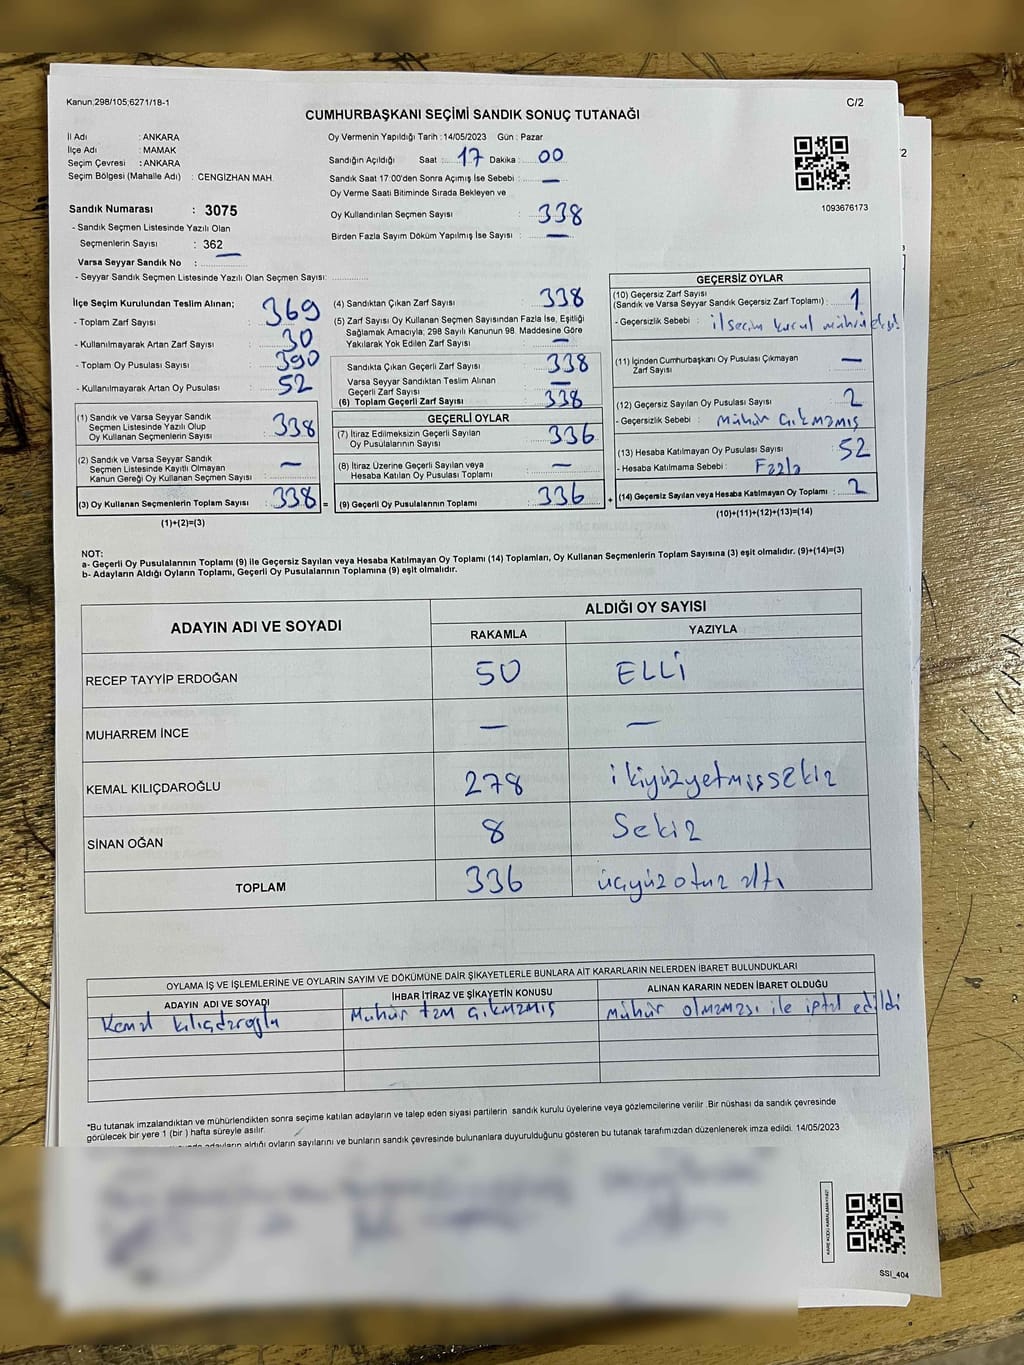 Kanun;298/105;6271/18-1
C/2
CUMHURBAŞKANI SEÇİMİ SANDIK SONUÇ TUTANAĞI
İl Adı : ANKARA
İlçe Adı : MAMAK
Seçim Çevresi : ANKARA
Seçim Bölgesi (Mahalle Adı) : CENGİZHAN MAH.
Sandık Numarası : 3075
- Sandık Seçmen Listesinde Yazılı Olan
Seçmenlerin Sayısı : 362
Varsa Seyyar Sandık No :
- Seyyar Sandık Seçmen Listesinde Yazılı Olan Seçmen Sayısı:
Oy Vermenin Yapıldığı Tarih : 14/05/2023 Gün : Pazar
Sandığın Açıldığı Saat : 17 Dakika : 00
Sandık Saat 17:00'den Sonra Açımış İse Sebebi : —
Oy Verme Saati Bitiminde Sırada Bekleyen ve
Oy Kullandırılan Seçmen Sayısı : 338
Birden Fazla Sayım Döküm Yapılmış İse Sayısı : —
1093676173
2
İlçe Seçim Kurulundan Teslim Alınan;
- Toplam Zarf Sayısı : 369
- Kullanılmayarak Artan Zarf Sayısı : 30
- Toplam Oy Pusulası Sayısı : 390
- Kullanılmayarak Artan Oy Pusulası : 52
(1) Sandık ve Varsa Seyyar Sandık
Seçmen Listesinde Yazılı Olup
Oy Kullanan Seçmenlerin Sayısı : 338
(2) Sandık ve Varsa Seyyar Sandık
Seçmen Listesinde Kayıtlı Olmayan
Kanun Gereği Oy Kullanan Seçmen Sayısı : —
(3) Oy Kullanan Seçmenlerin Toplam Sayısı : 338 =
(1)+(2)=(3)
(4) Sandıktan Çıkan Zarf Sayısı : 338
(5) Zarf Sayısı Oy Kullanan Seçmen Sayısından Fazla İse, Eşitliği
Sağlamak Amacıyla; 298 Sayılı Kanunun 98. Maddesine Göre
Yakılarak Yok Edilen Zarf Sayısı : —
Sandıkta Çıkan Geçerli Zarf Sayısı : 338
Varsa Seyyar Sandıktan Teslim Alınan
Geçerli Zarf Sayısı : —
(6) Toplam Geçerli Zarf Sayısı : 338
GEÇERLİ OYLAR
(7) İtiraz Edilmeksizin Geçerli Sayılan
Oy Pusulalarının Sayısı : 336
(8) İtiraz Üzerine Geçerli Sayılan veya
Hesaba Katılan Oy Pusulası Toplamı : —
(9) Geçerli Oy Pusulalarının Toplamı : 336 +
GEÇERSİZ OYLAR
(10) Geçersiz Zarf Sayısı
(Sandık ve Varsa Seyyar Sandık Geçersiz Zarf Toplamı) : 1
- Geçersizlik Sebebi : ilseçim kurul mühür
(11) İçinden Cumhurbaşkanı Oy Pusulası Çıkmayan
Zarf Sayısı : —
(12) Geçersiz Sayılan Oy Pusulası Sayısı : 2
- Geçersizlik Sebebi : Mühür çıkmamış
(13) Hesaba Katılmayan Oy Pusulası Sayısı : 52
- Hesaba Katılmama Sebebi : Fazla
(14) Geçersiz Sayılan veya Hesaba Katılmayan Oy Toplamı : 2
(10)+(11)+(12)+(13)=(14)
NOT:
a- Geçerli Oy Pusulalarının Toplamı (9) ile Geçersiz Sayılan veya Hesaba Katılmayan Oy Toplamı (14) Toplamları, Oy Kullanan Seçmenlerin Toplam Sayısına (3) eşit olmalıdır. (9)+(14)=(3)
b- Adayların Aldığı Oyların Toplamı, Geçerli Oy Pusulalarının Toplamına (9) eşit olmalıdır.
ADAYIN ADI VE SOYADI
ALDIĞI OY SAYISI
RAKAMLA YAZIYLA
RECEP TAYYİP ERDOĞAN 50 ELLİ
MUHARREM İNCE — —
KEMAL KILIÇDAROĞLU 278 ikiyüzyetmişsekiz
SİNAN OĞAN 8 Sekiz
TOPLAM 336 üçyüz otuz altı
OYLAMA İŞ VE İŞLEMLERİNE VE OYLARIN SAYIM VE DÖKÜMÜNE DAİR ŞİKAYETLERLE BUNLARA AİT KARARLARIN NELERDEN İBARET BULUNDUKLARI
ADAYIN ADI VE SOYADI İHBAR İTİRAZ VE ŞİKAYETİN KONUSU ALINAN KARARIN NEDEN İBARET OLDUĞU
Kemal kılıçdaroğlu Mühür tam çıkmamış mühür olmaması ile iptal edildi
*Bu tutanak imzalandıktan ve mühürlendikten sonra seçime katılan adayların ve talep eden siyasi partilerin sandık kurulu üyelerine veya gözlemcilerine verilir .Bir nüshası da sandık çevresinde
görülecek bir yere 1 (bir ) hafta süreyle asılır.
adayların aldığı oyların sayılarını ve bunların sandık çevresinde bulunanlara duyurulduğunu gösteren bu tutanak tarafımızdan düzenlenerek imza edildi. 14/05/2023
SSİ_404